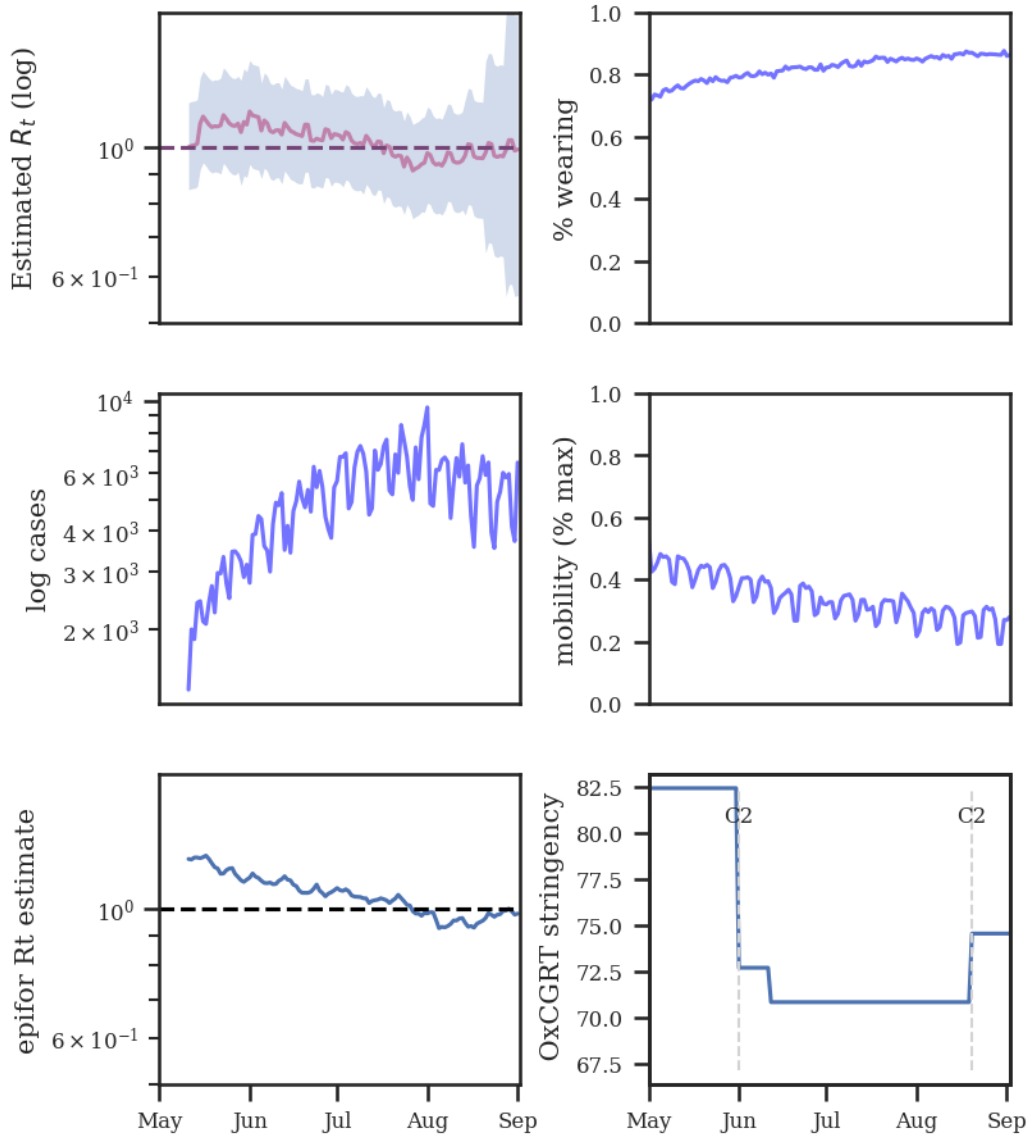 Estimated R_t (log)
10^0
6 × 10^-1
% wearing
1.0
0.8
0.6
0.4
0.2
0.0
log cases
10^4
6 × 10^3
4 × 10^3
3 × 10^3
2 × 10^3
mobility (% max)
1.0
0.8
0.6
0.4
0.2
0.0
epifor Rt estimate
10^0
6 × 10^-1
May Jun Jul Aug Sep
OxCGRT stringency
82.5
80.0
77.5
75.0
72.5
70.0
67.5
C2 C2
May Jun Jul Aug Sep